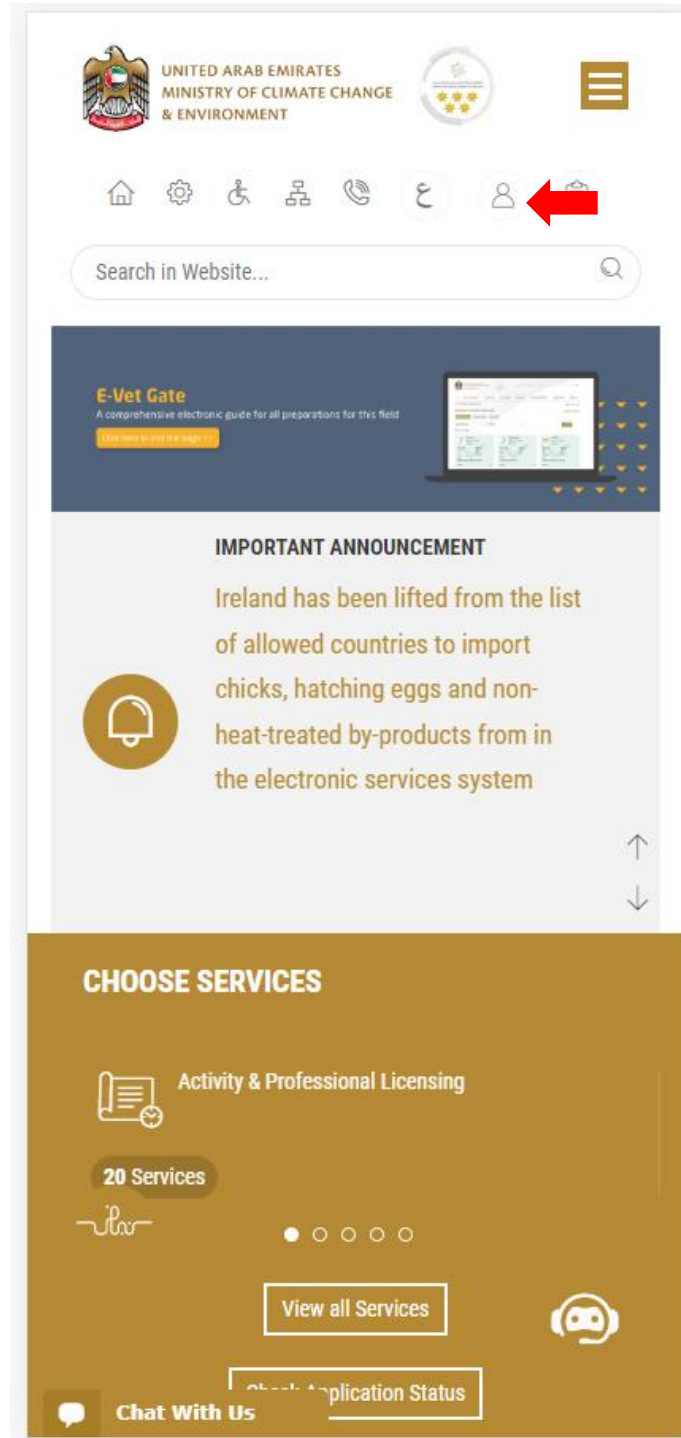 UNITED ARAB EMIRATES
MINISTRY OF CLIMATE CHANGE
& ENVIRONMENT
ع
Search in Website...
E-Vet Gate
A comprehensive electronic guide for all preparations for this field
IMPORTANT ANNOUNCEMENT
Ireland has been lifted from the list
of allowed countries to import
chicks, hatching eggs and non-
heat-treated by-products from in
the electronic services system
CHOOSE SERVICES
Activity & Professional Licensing
20 Services
View all Services
Check Application Status
Chat With Us